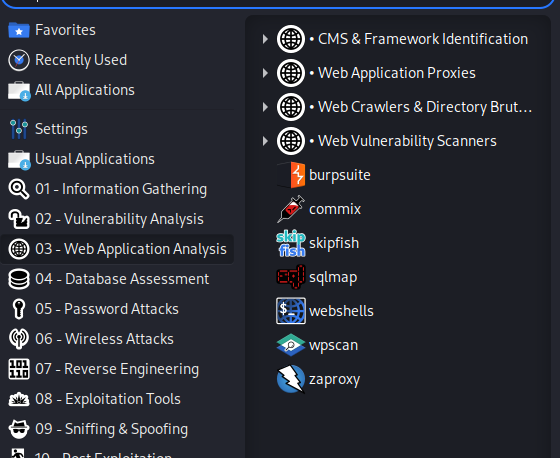 Favorites
Recently Used
All Applications
Settings
Usual Applications
01 - Information Gathering
02 - Vulnerability Analysis
03 - Web Application Analysis
04 - Database Assessment
05 - Password Attacks
06 - Wireless Attacks
07 - Reverse Engineering
08 - Exploitation Tools
09 - Sniffing & Spoofing
10 - Post Exploitation
• CMS & Framework Identification
• Web Application Proxies
• Web Crawlers & Directory Brut...
• Web Vulnerability Scanners
burpsuite
commix
skip fish
skipfish
sql
sqlmap
$_
webshells
wpscan
zaproxy